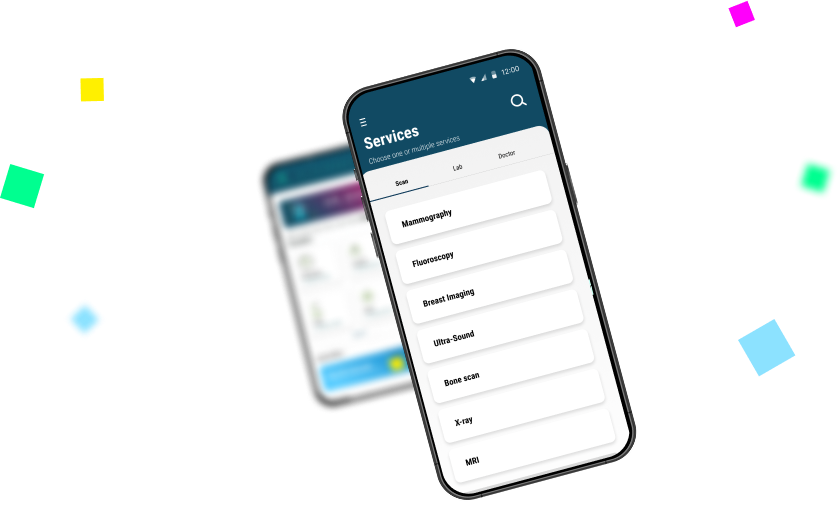 12:00
Services
Choose one or multiple services
Scan Lab Doctor
Mammography
Fluoroscopy
Breast Imaging
Ultra-Sound
Bone scan
X-ray
MRI